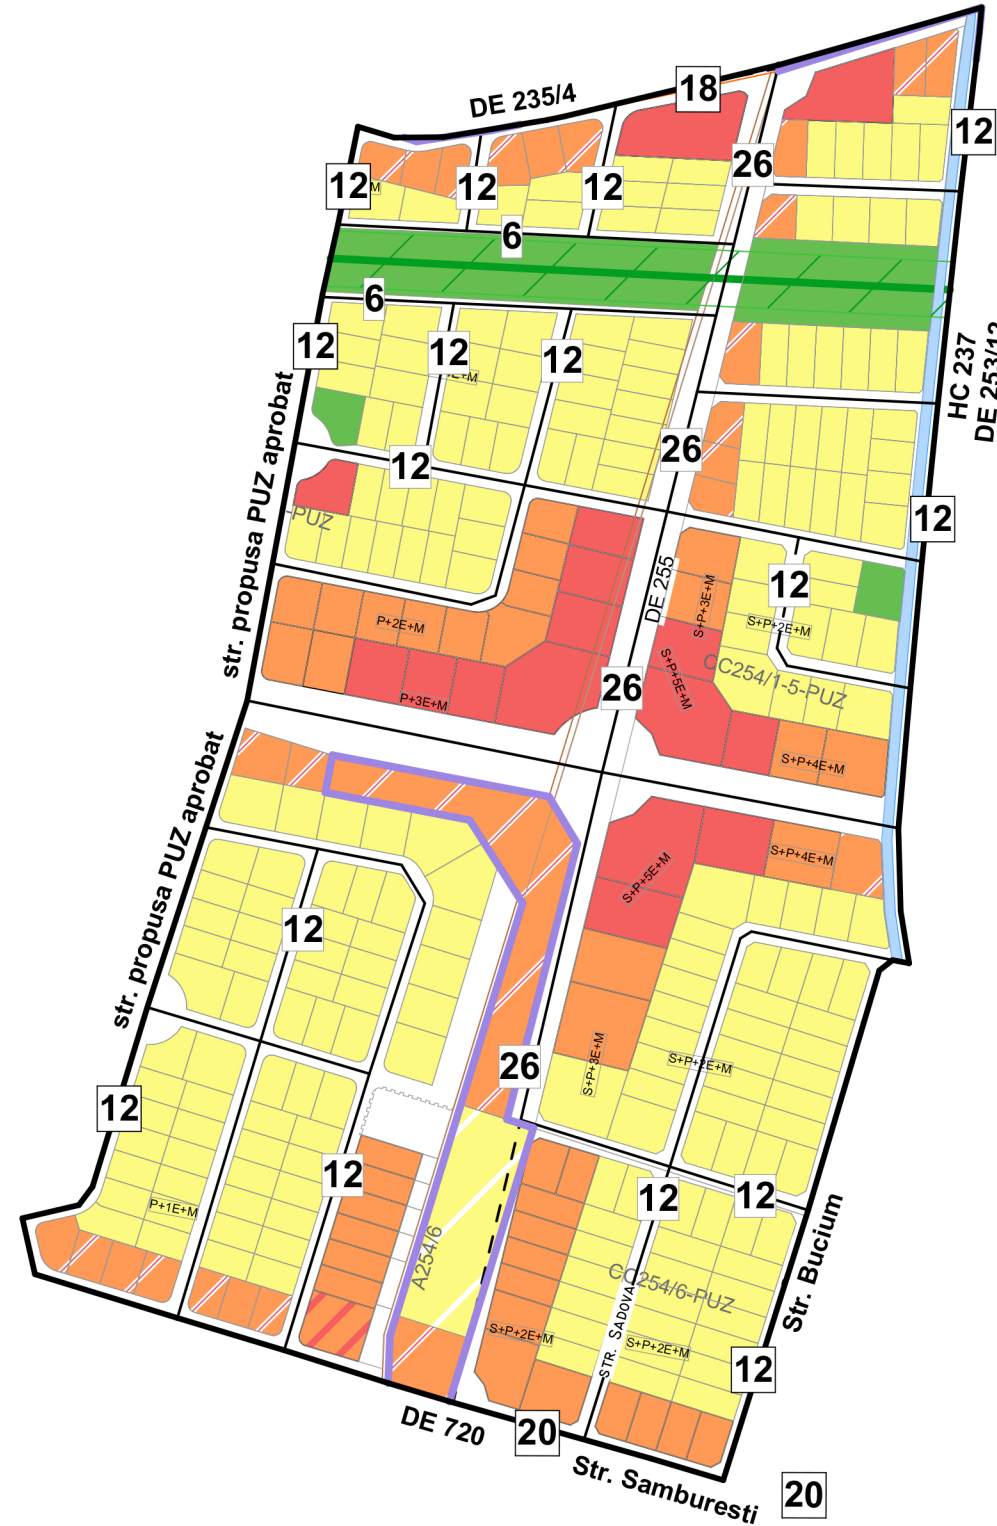 DE 235/4
18
12
26
12
12
12
6
6
12
12
12
HC 237
26
12
str. propusa PUZ aprobat
12
-PUZ
DE 255
12
P+2E+M
S+P+3E+M
S+P+2E+M
CC254/1-5-PUZ
S+P+5E+M
26
P+3E+M
S+P+4E+M
str. propusa PUZ aprobat
S+P+4E+M
S+P+5E+M
12
26
S+P+3E+M
S+P+2E+M
12
12
12
12
P+1E+M
A254/6
CC254/6-PUZ
Str. Bucium
STR. SADOVA
S+P+2E+M
S+P+2E+M
12
DE 720
20
Str. Samburesti
20